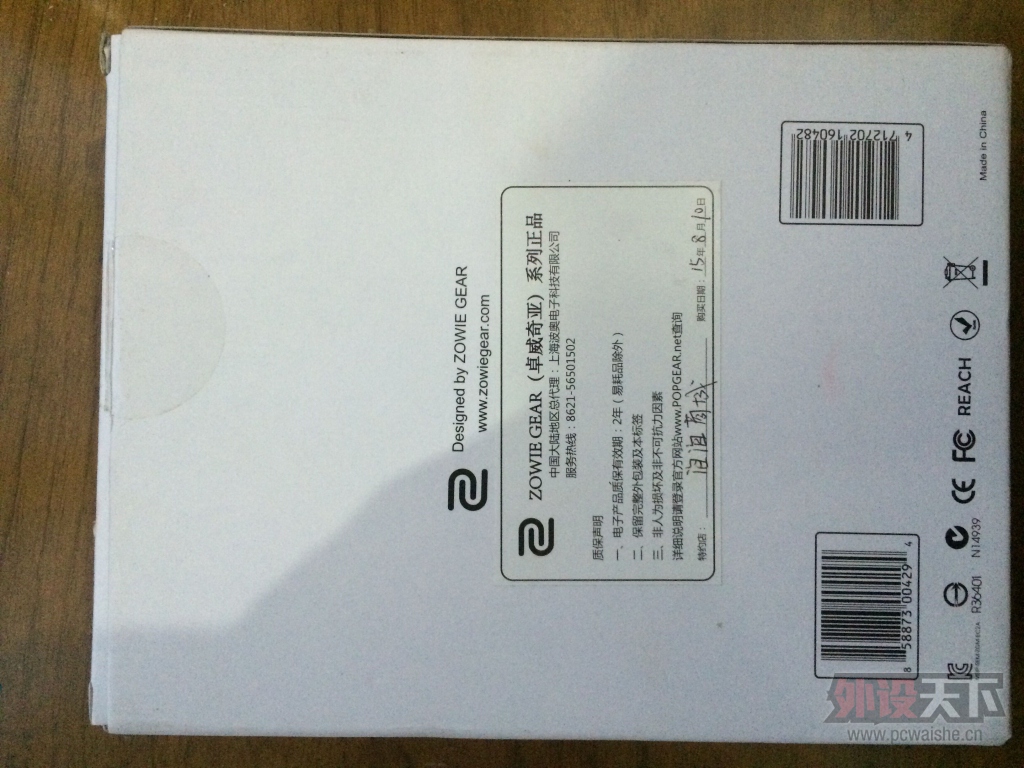 Designed by ZOWIE GEAR
www.zowiegear.com
ZOWIE GEAR（卓威奇亚）系列正品
中国大陆地区总代理：上海波奥电子科技有限公司
服务热线：8621-56501502
质保声明
一、电子产品质保有效期：2年（易耗品除外）
二、保留完整外包装及本标签
三、非人为损坏及非不可抗力因素
详细说明请登录官方网站www.POPGEAR.net查询
特约店： 商城 购买日期：15年8月10日
4 712702 160482
8 58873 00429 4
R36401
N14939
CE FC REACH
Made in China
外设天下
www.pcwaishe.cn